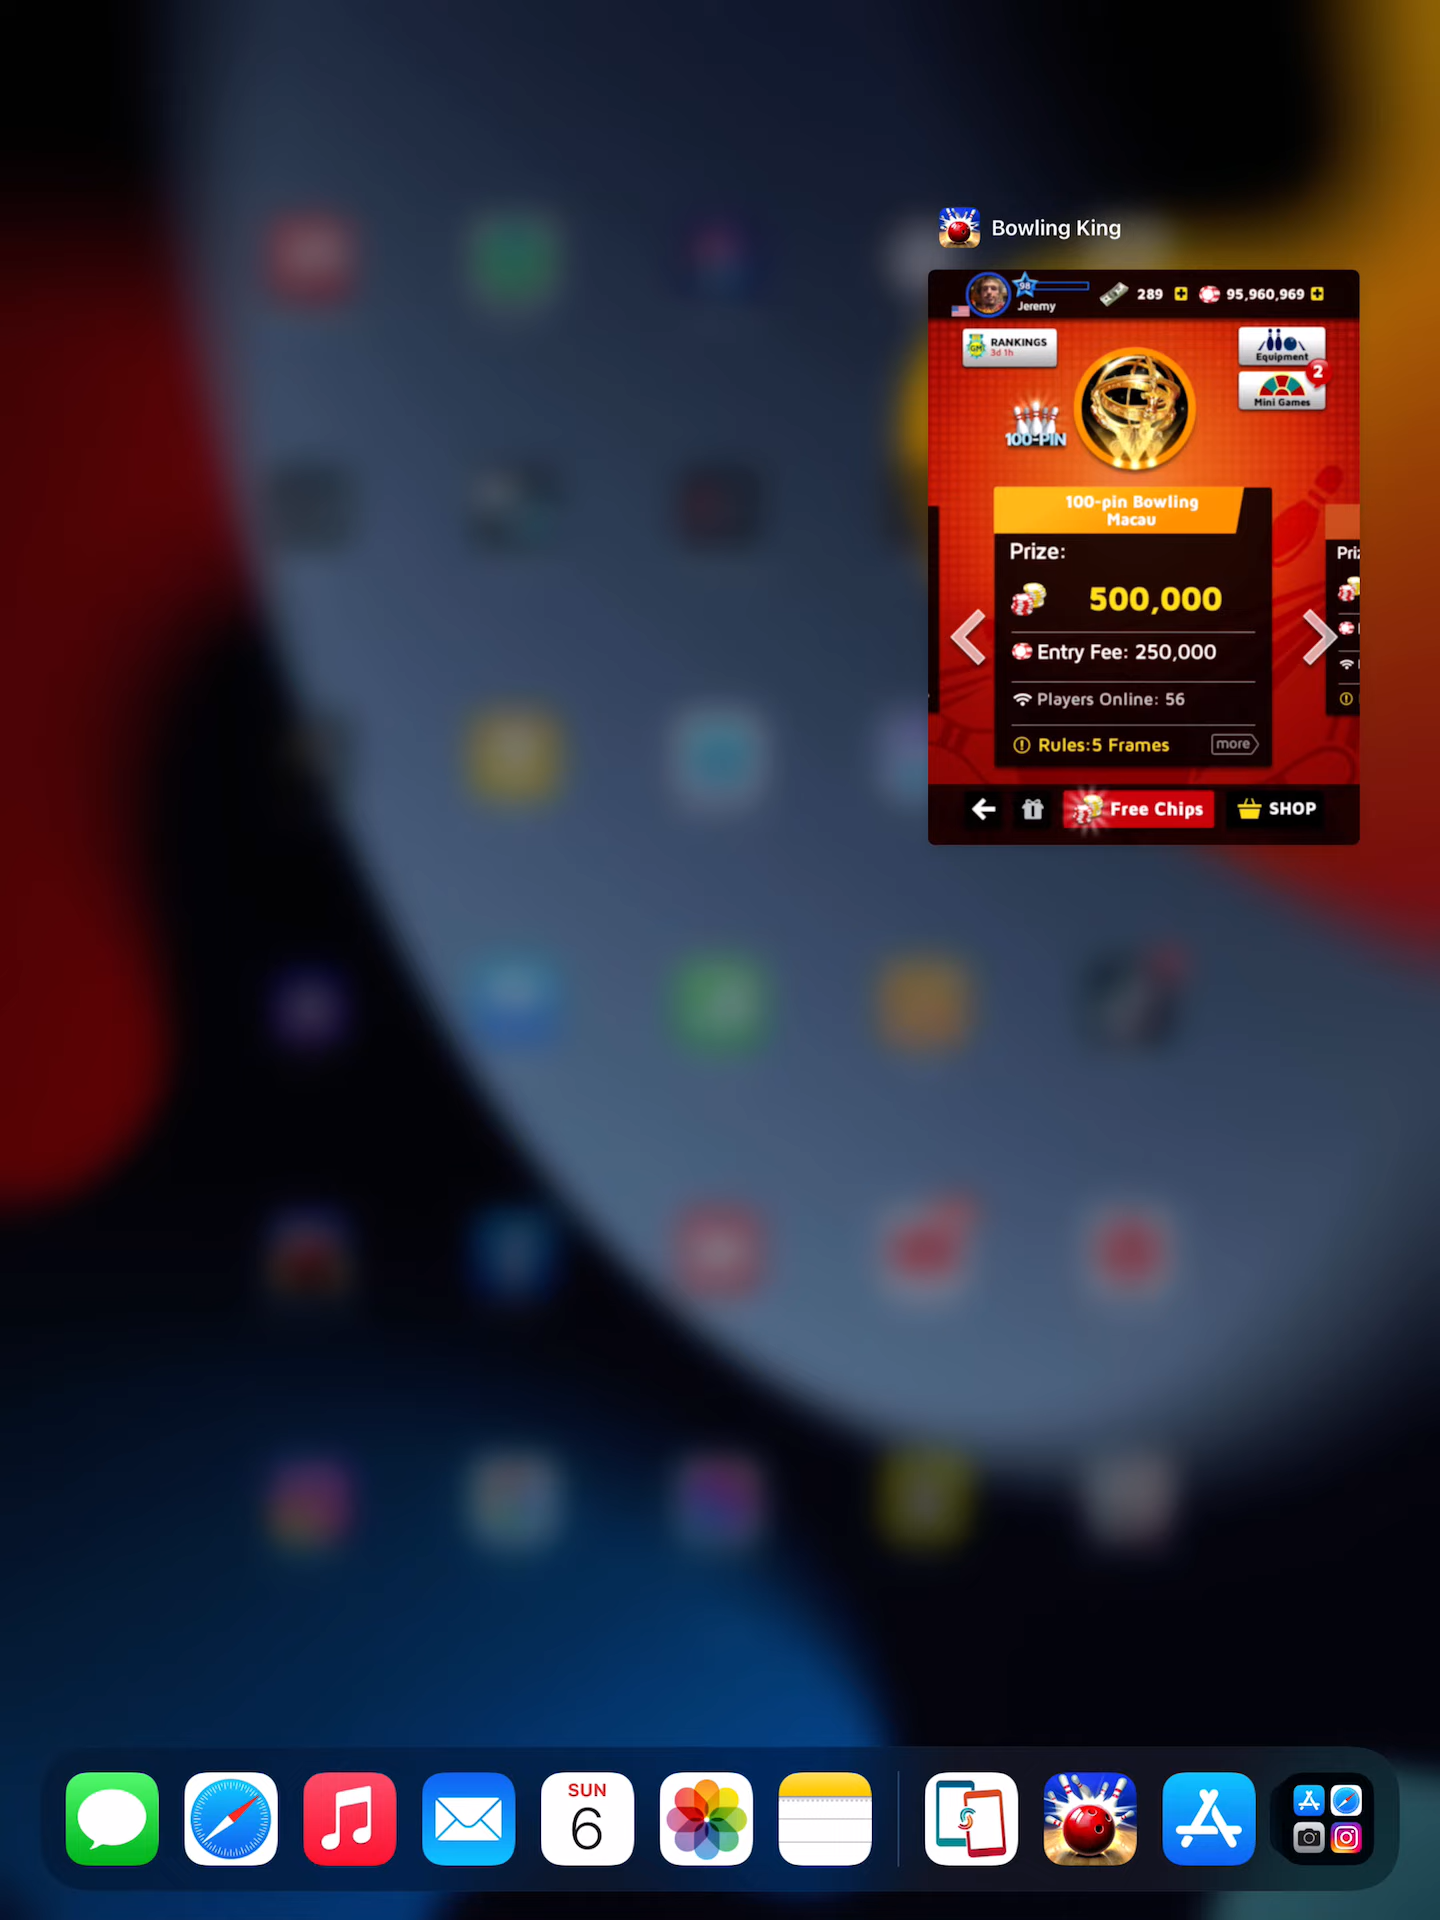 Bowling King
98
Jeremy
289
95,960,969
RANKINGS
3d 1h
GM
Equipment
2
Mini Games
100-PIN
100-pin Bowling
Macau
Prize:
500,000
Entry Fee: 250,000
Players Online: 56
Rules:5 Frames
more
Free Chips
SHOP
SUN
6